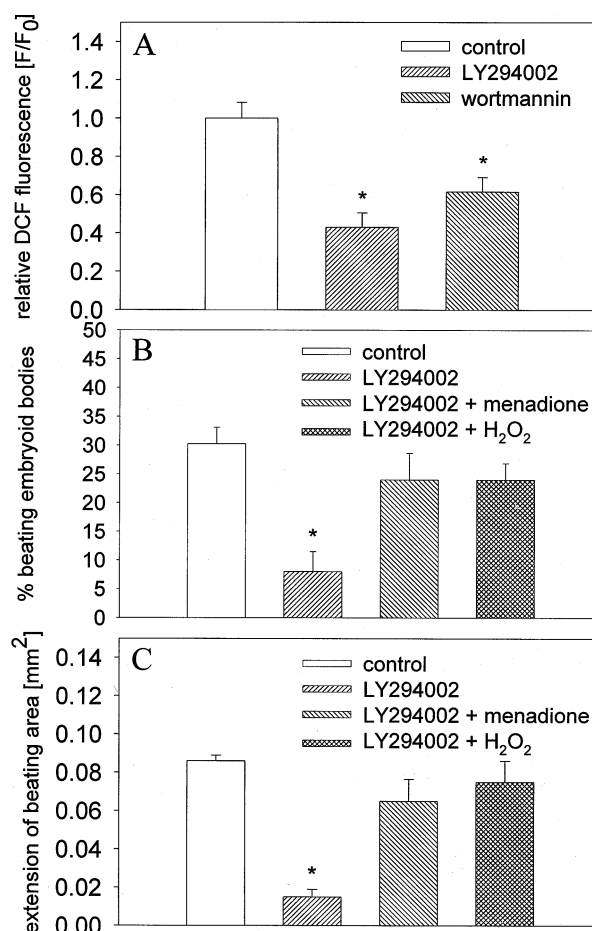 relative DCF fluorescence [F/F0]
1.4
1.2
1.0
0.8
0.6
0.4
0.2
0.0
A
control
LY294002
wortmannin
*
*
% beating embryoid bodies
50
45
40
35
30
25
20
15
10
5
0
B
control
LY294002
LY294002 + menadione
LY294002 + H2O2
*
extension of beating area [mm2]
0.14
0.12
0.10
0.08
0.06
0.04
0.02
0.00
C
control
LY294002
LY294002 + menadione
LY294002 + H2O2
*